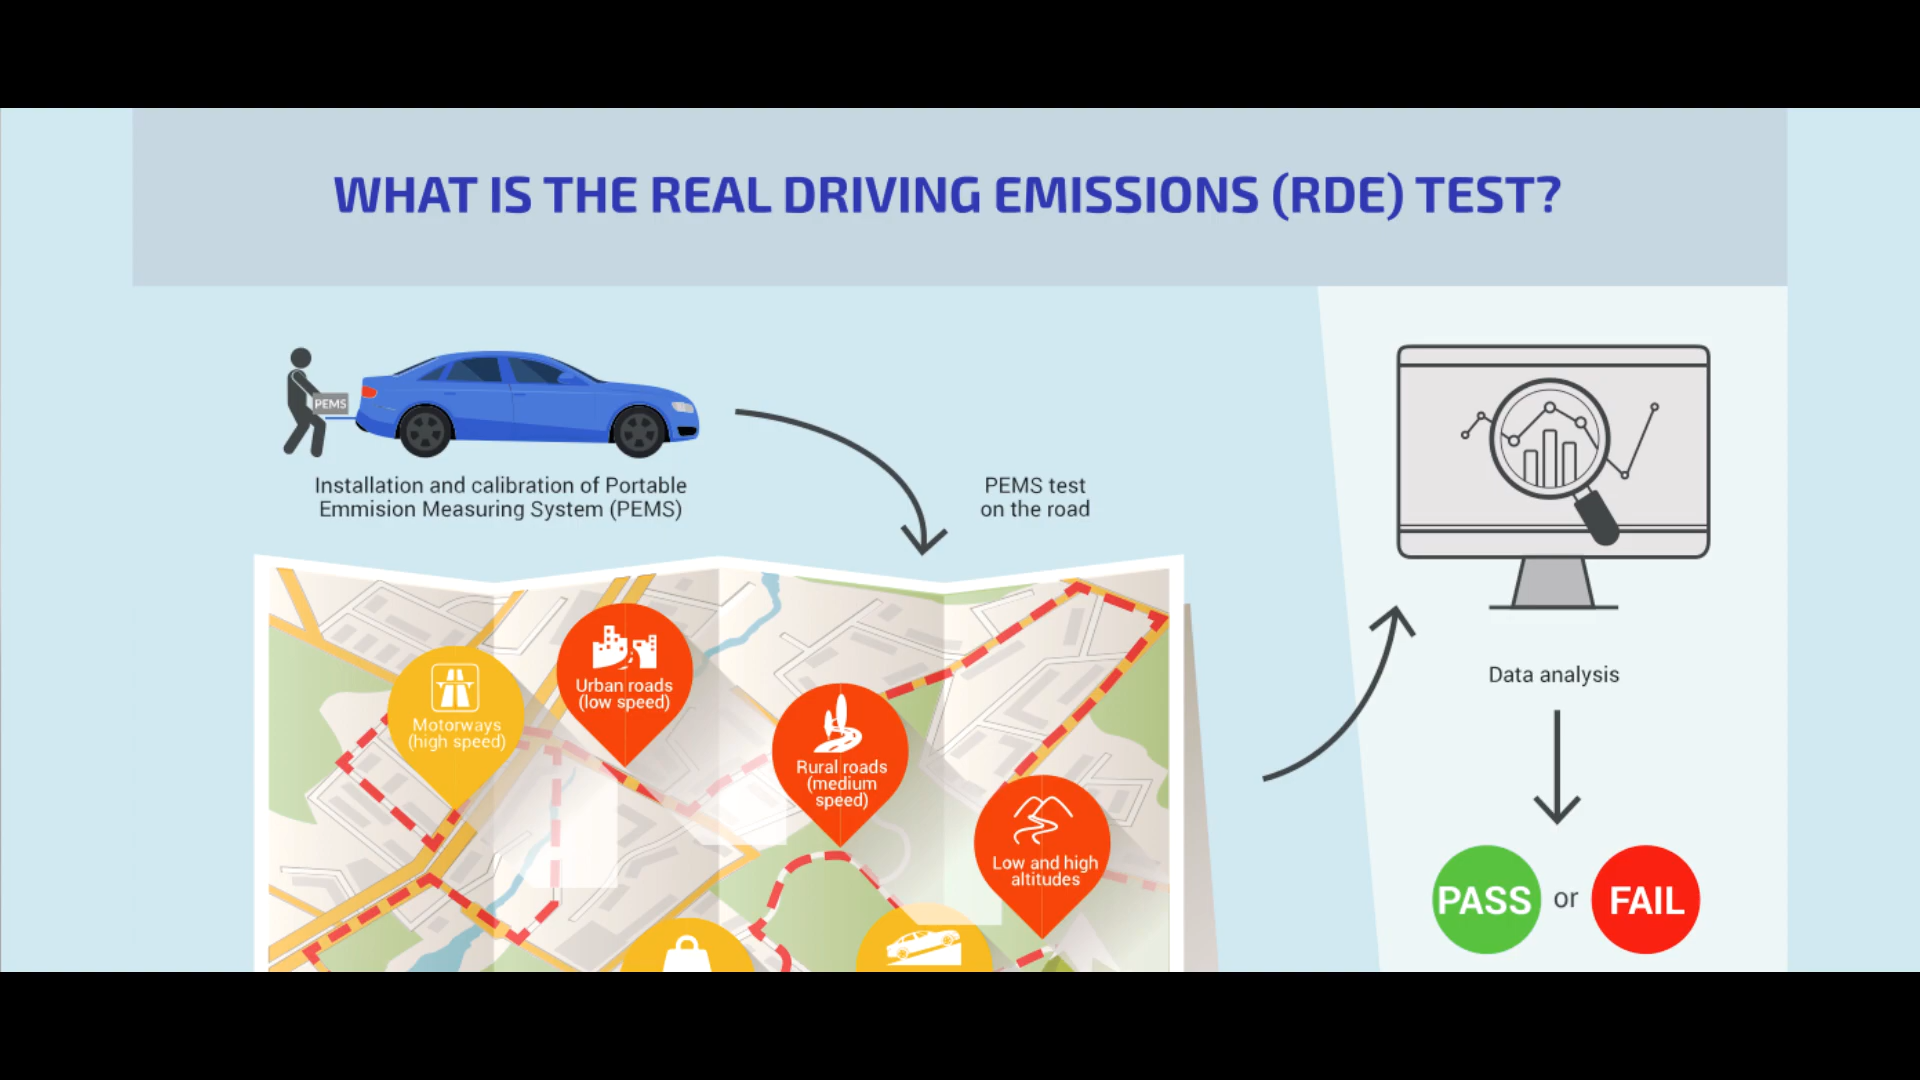 WHAT IS THE REAL DRIVING EMISSIONS (RDE) TEST?
PEMS
Installation and calibration of Portable
Emmision Measuring System (PEMS)
PEMS test
on the road
Motorways
(high speed)
Urban roads
(low speed)
Rural roads
(medium
speed)
Low and high
altitudes
Data analysis
PASS
or
FAIL